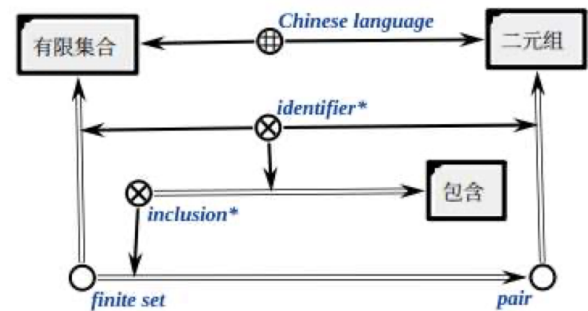 Chinese language
有限集合
二元组
identifier*
包含
inclusion*
finite set
pair